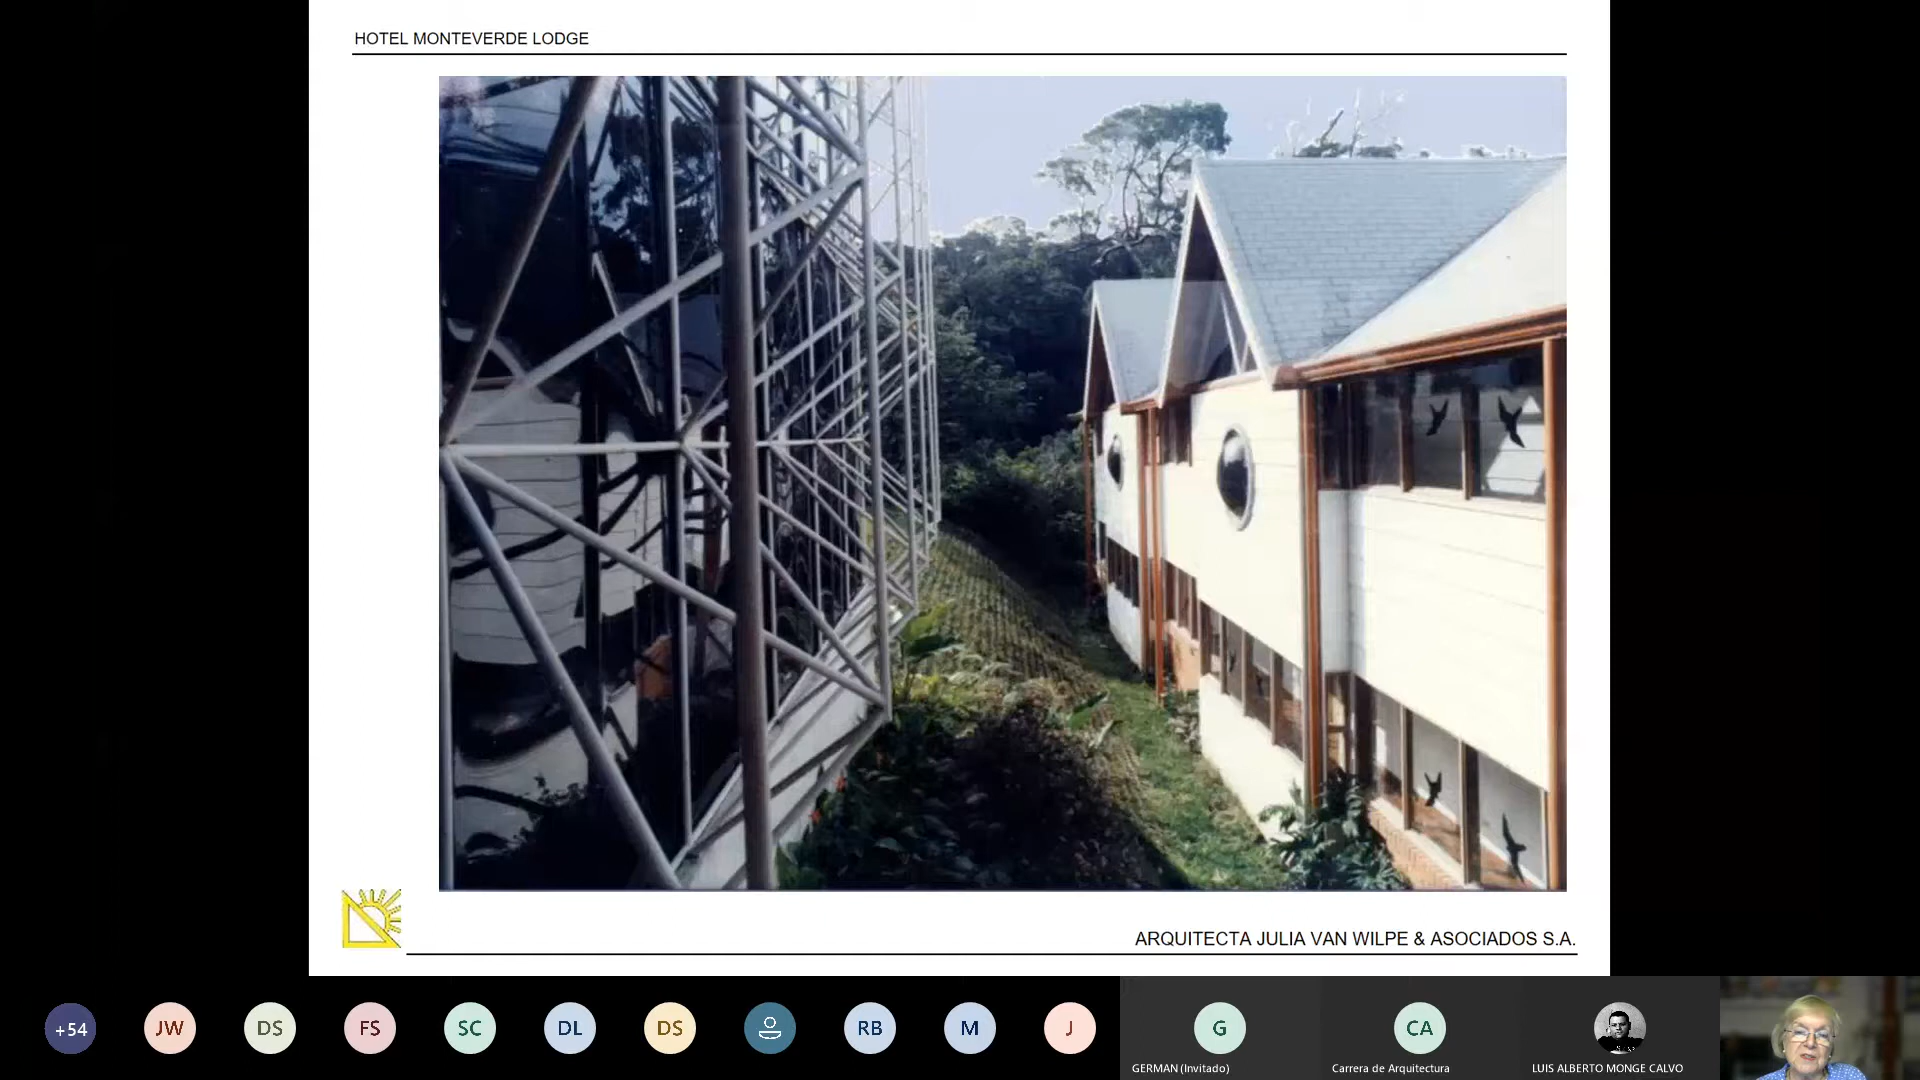 HOTEL MONTEVERDE LODGE
ARQUITECTA JULIA VAN WILPE & ASOCIADOS S.A.
+54
JW
DS
FS
SC
DL
DS
RB
M
J
G
CA
GERMAN (Invitado)
Carrera de Arquitectura
LUIS ALBERTO MONGE CALVO